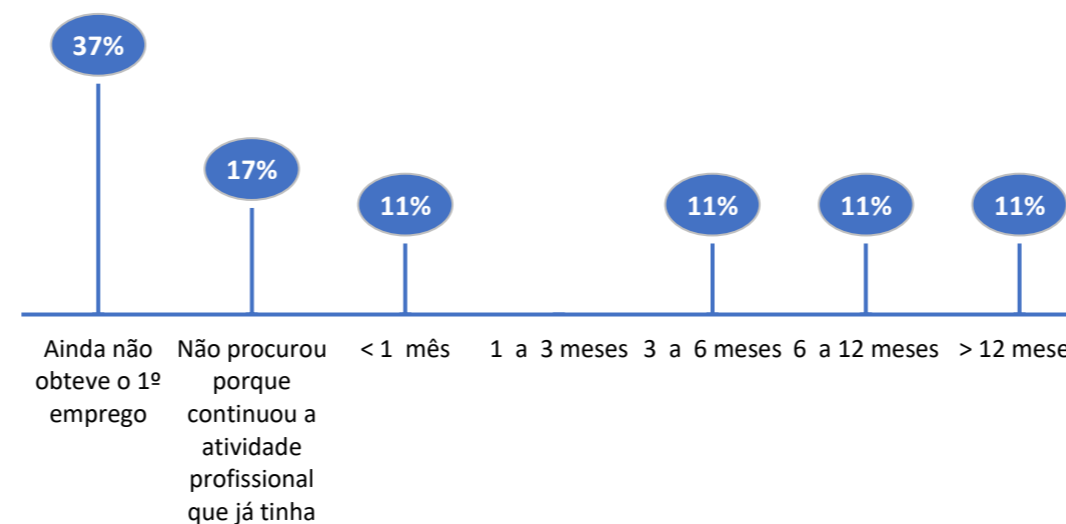 37%
17%
11%
11%
11%
11%
Ainda não
obteve o 1º
emprego
Não procurou
porque
continuou a
atividade
profissional
que já tinha
< 1 mês
1 a 3 meses
3 a 6 meses
6 a 12 meses
> 12 mese